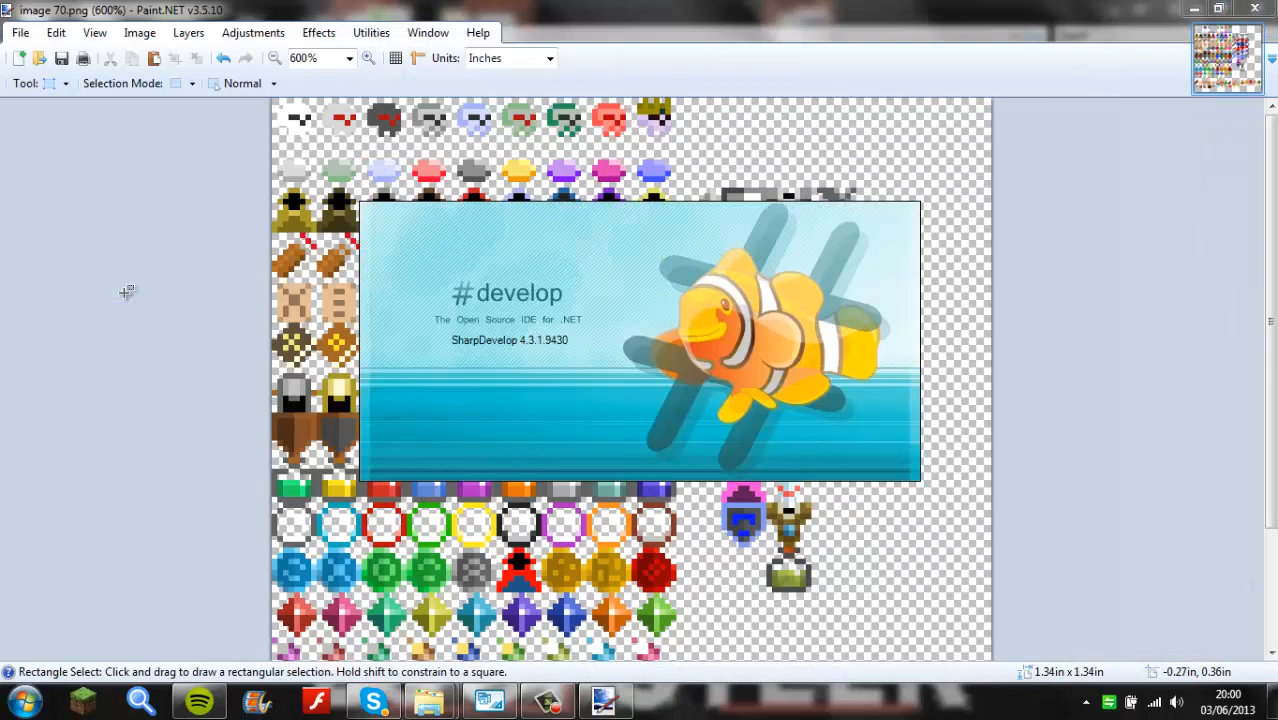 image 70.png (600%) - Paint.NET v3.5.10
File Edit View Image Layers Adjustments Effects Utilities Window Help
600% Units: Inches
Tool: Selection Mode: Normal
#develop
The Open Source IDE for .NET
SharpDevelop 4.3.1.9430
Rectangle Select: Click and drag to draw a rectangular selection. Hold shift to constrain to a square. 1.34in x 1.34in -0.27in, 0.36in
20:00
03/06/2013